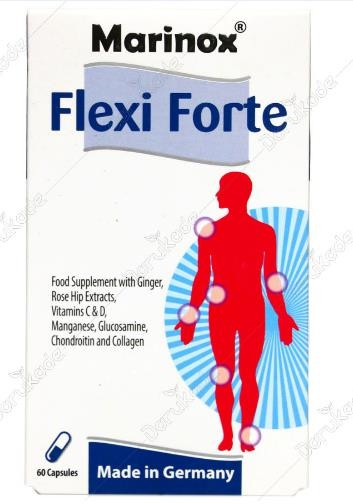 Marinox®
Flexi Forte
Food Supplement with Ginger,
Rose Hip Extracts,
Vitamins C & D,
Manganese, Glucosamine,
Chondroitin and Collagen
60 Capsules
Made in Germany
DaruKade